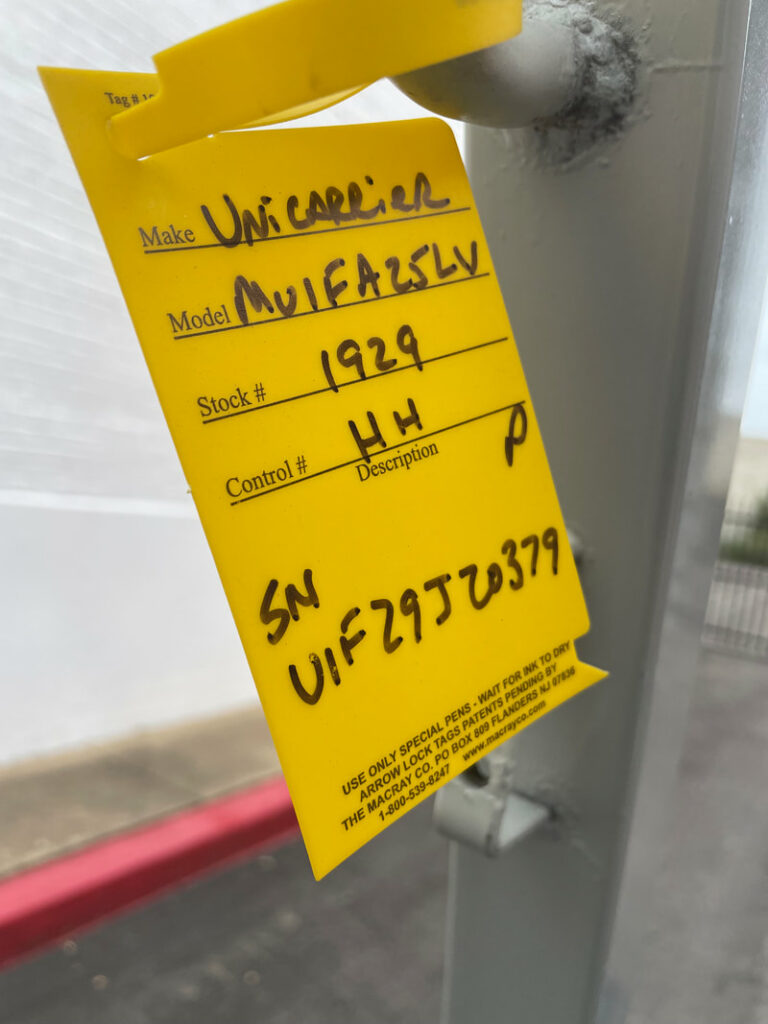 Tag #
Make UNICARRIER
Model MU1FA25LV
Stock # 1929
Control # HH P
Description
SN
U1F29J20379
USE ONLY SPECIAL PENS - WAIT FOR INK TO DRY
ARROW LOCK TAGS PATENTS PENDING BY
THE MACRAY CO. PO BOX 809 FLANDERS NJ 07836
1-800-539-8247 www.macrayco.com